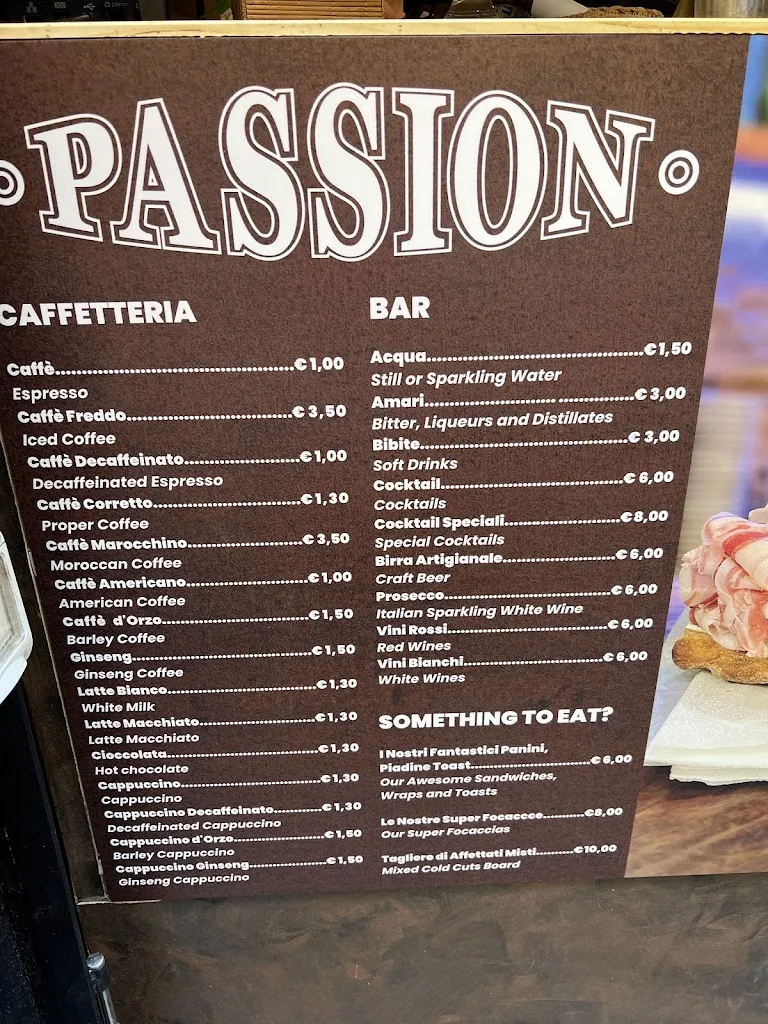 PASSION
CAFFETTERIA
Caffè........€1,00
Espresso
Caffè Freddo........€3,50
Iced Coffee
Caffè Decaffeinato........€1,00
Decaffeinated Espresso
Caffè Corretto........€1,30
Proper Coffee
Caffè Marocchino........€3,50
Moroccan Coffee
Caffè Americano........€1,00
American Coffee
Caffè d'Orzo........€1,50
Barley Coffee
Ginseng........€1,50
Ginseng Coffee
Latte Bianco........€1,30
White Milk
Latte Macchiato........€1,30
Latte Macchiato
Cioccolata........€1,30
Hot chocolate
Cappuccino........€1,30
Cappuccino
Cappuccino Decaffeinato........€1,30
Decaffeinated Cappuccino
Cappuccino d'Orzo........€1,50
Barley Cappuccino
Cappuccino Ginseng........€1,50
Ginseng Cappuccino
BAR
Acqua........€1,50
Still or Sparkling Water
Amari........€3,00
Bitter, Liqueurs and Distillates
Bibite........€3,00
Soft Drinks
Cocktail........€6,00
Cocktails
Cocktail Speciali........€8,00
Special Cocktails
Birra Artigianale........€6,00
Craft Beer
Prosecco........€6,00
Italian Sparkling White Wine
Vini Rossi........€6,00
Red Wines
Vini Bianchi........€6,00
White Wines
SOMETHING TO EAT?
I Nostri Fantastici Panini,
Piadine Toast........€6,00
Our Awesome Sandwiches,
Wraps and Toasts
Le Nostre Super Focaccce........€8,00
Our Super Focaccias
Tagliere di Affettati Misti........€10,00
Mixed Cold Cuts Board